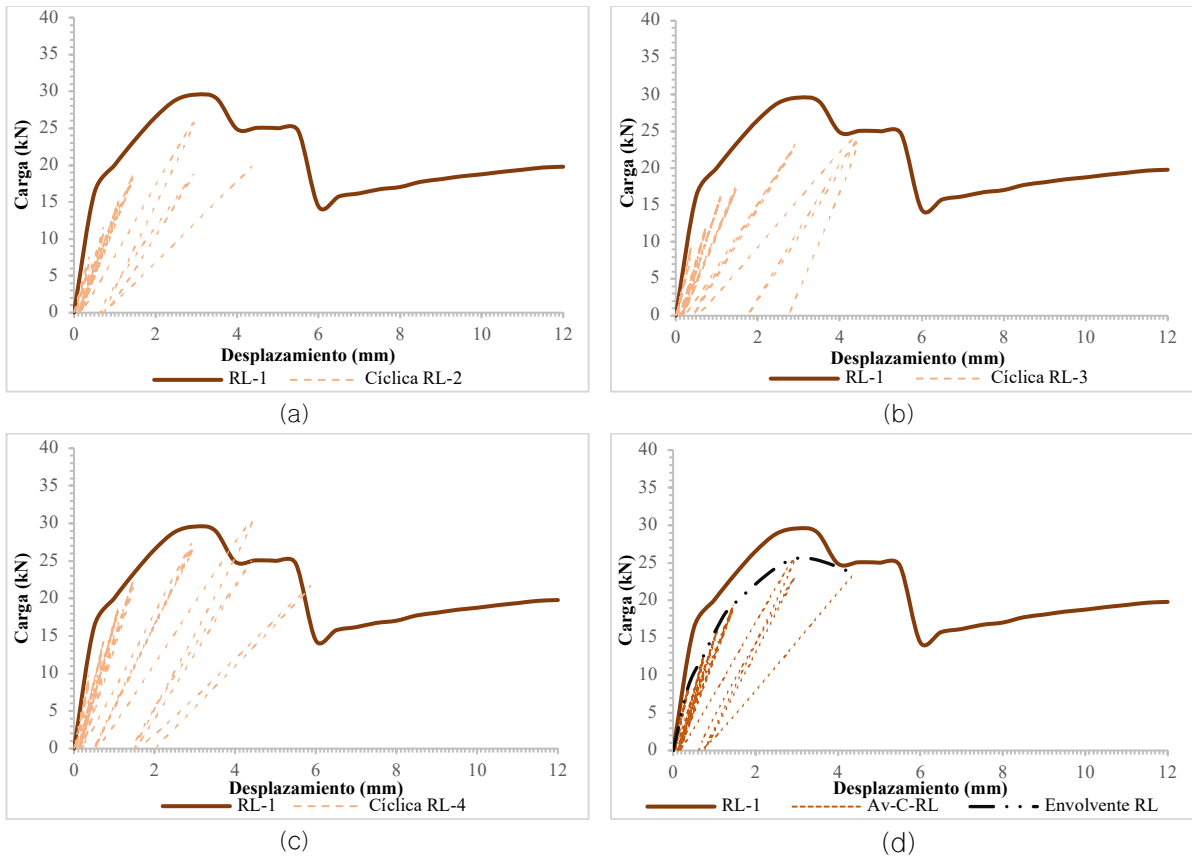 40
35
30
25
20
15
10
5
0
Carga (kN)
0 2 4 6 8 10 12
Desplazamiento (mm)
RL-1 Cíclica RL-2
(a)
40
35
30
25
20
15
10
5
0
Carga (kN)
0 2 4 6 8 10 12
Desplazamiento (mm)
RL-1 Cíclica RL-3
(b)
40
35
30
25
20
15
10
5
0
Carga (kN)
0 2 4 6 8 10 12
Desplazamiento (mm)
RL-1 Cíclica RL-4
(c)
40
35
30
25
20
15
10
5
0
Carga (kN)
0 2 4 6 8 10 12
Desplazamiento (mm)
RL-1 Av-C-RL Envolvente RL
(d)